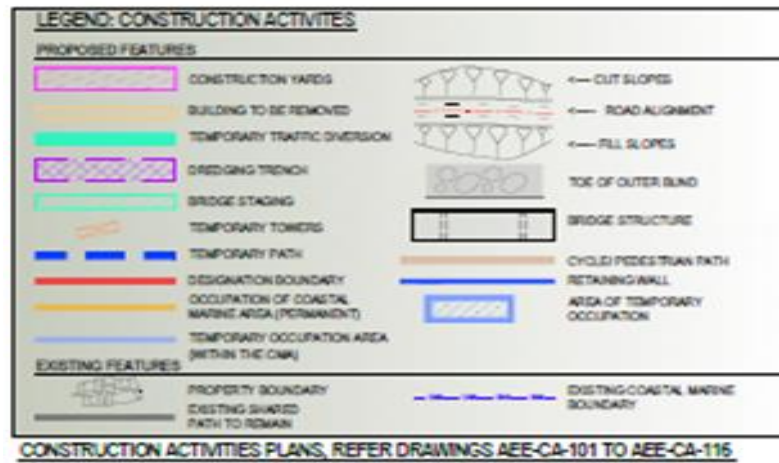 LEGEND: CONSTRUCTION ACTIVITES
PROPOSED FEATURES
CONSTRUCTION YARDS
BUILDING TO BE REMOVED
TEMPORARY TRAFFIC DIVERSION
DREDGING TRENCH
BRIDGE STAGING
TEMPORARY TOWERS
TEMPORARY PATH
DESIGNATION BOUNDARY
OCCUPATION OF COASTAL
MARINE AREA (PERMANENT)
TEMPORARY OCCUPATION AREA
(WITHIN THE CMA)
CUT SLOPES
ROAD ALIGNMENT
FILL SLOPES
TOE OF OUTER BUND
BRIDGE STRUCTURE
CYCLE/ PEDESTRIAN PATH
RETAINING WALL
AREA OF TEMPORARY
OCCUPATION
EXISTING FEATURES
PROPERTY BOUNDARY
EXISTING SHARED
PATH TO REMAIN
EXISTING COASTAL MARINE
BOUNDARY
CONSTRUCTION ACTIVITIES PLANS, REFER DRAWINGS AEE-CA-101 TO AEE-CA-116